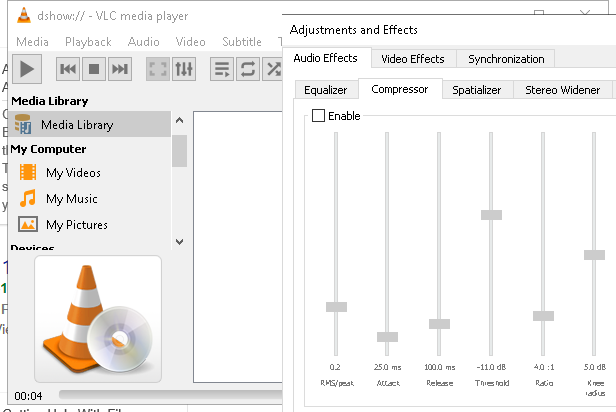 dshow:// - VLC media player
Media Playback Audio Video Subtitle T
Media Library
Media Library
My Computer
My Videos
My Music
My Pictures
Devices
00:04
Adjustments and Effects
Audio Effects Video Effects Synchronization
Equalizer Compressor Spatializer Stereo Widener
Enable
0.2 25.0 ms 100.0 ms -11.0 dB 4.0 :1 5.0 dB
RMS/peak Attack Release Threshold Ratio Knee
radius
Getting Help With